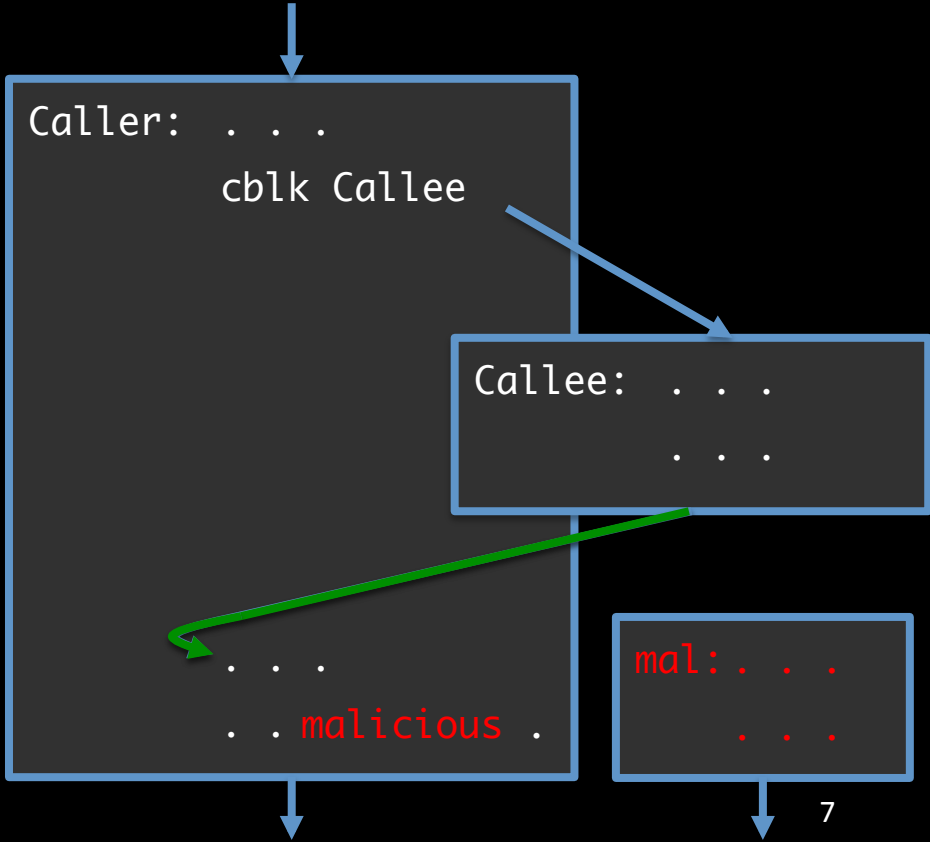 Caller: . . .
cblk Callee
Callee: . . .
. . .
. . .
. . malicious .
mal: . . .
. . .
7